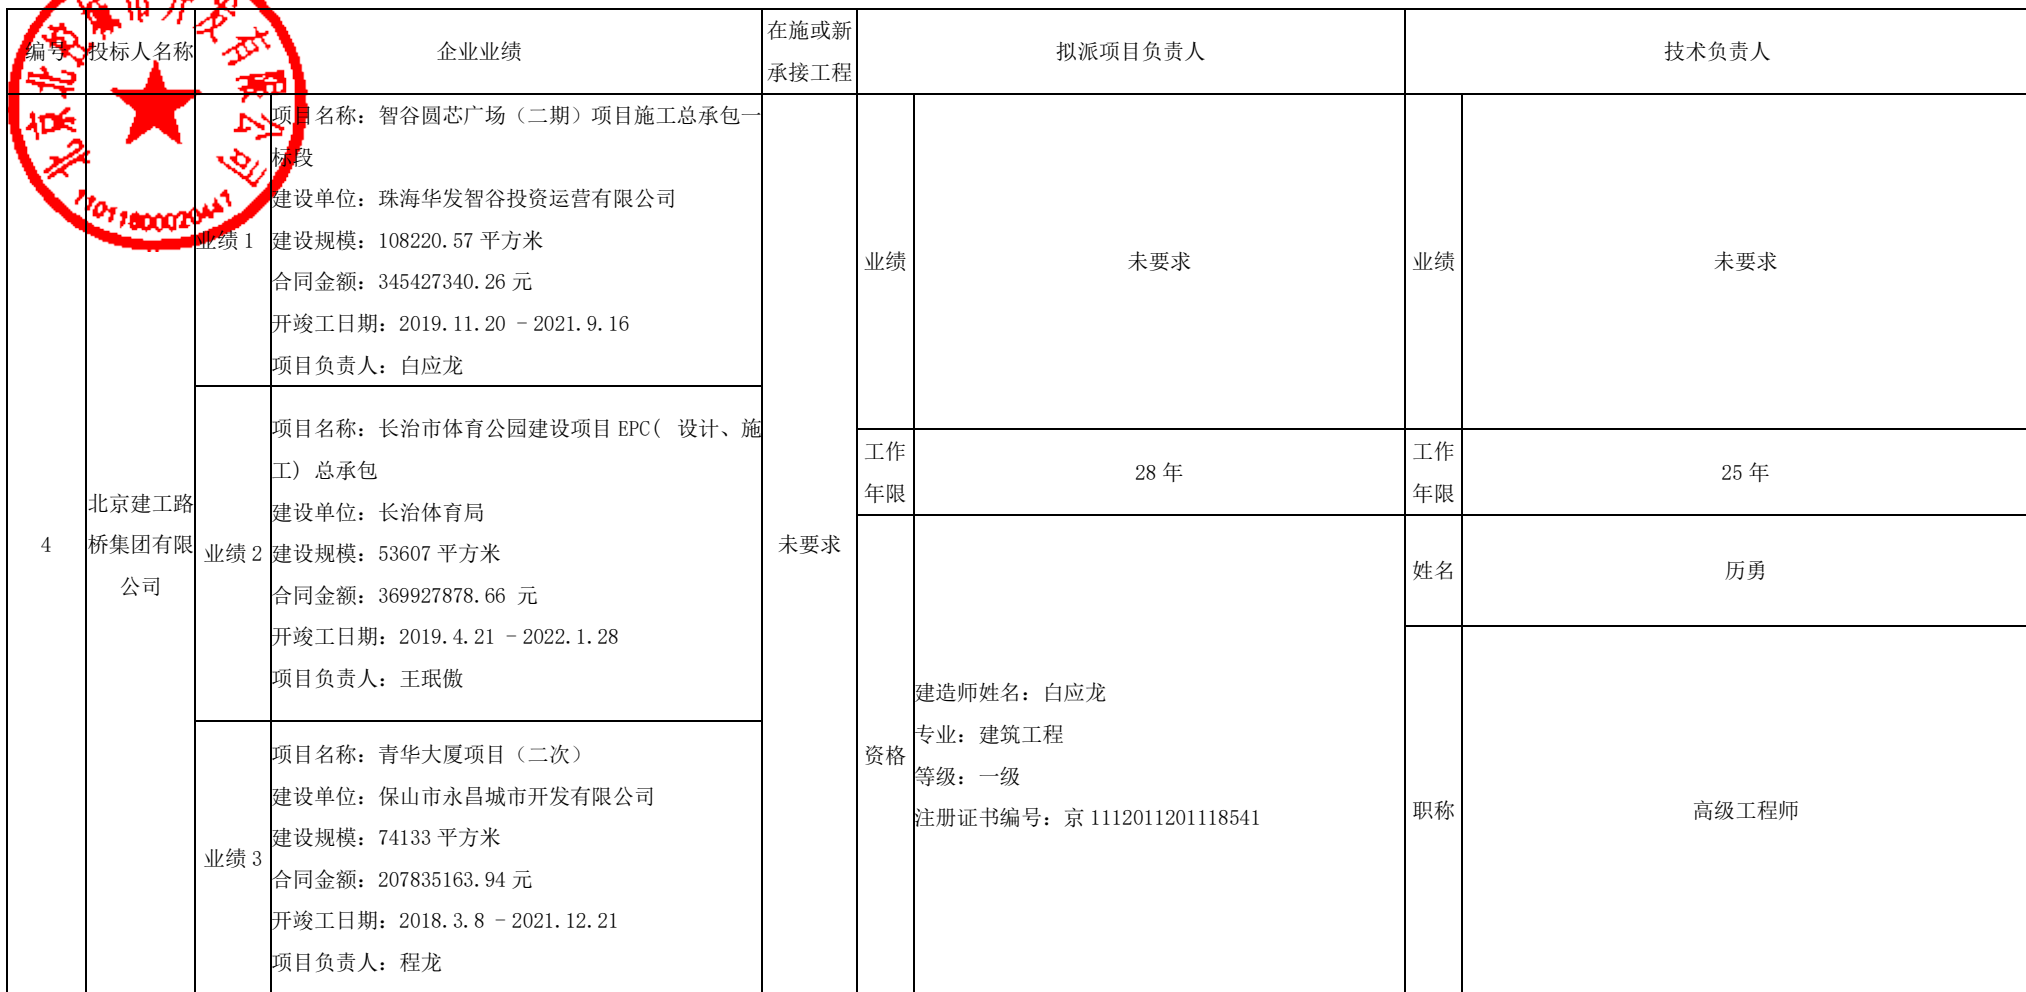 编号
投标人名称
企业业绩
在施或新
承接工程
拟派项目负责人
技术负责人
4
北京建工路
桥集团有限
公司
业绩 1
项目名称：智谷圆芯广场（二期）项目施工总承包一
标段
建设单位：珠海华发智谷投资运营有限公司
建设规模：108220.57 平方米
合同金额：345427340.26 元
开竣工日期：2019.11.20 －2021.9.16
项目负责人：白应龙
业绩 2
项目名称：长治市体育公园建设项目 EPC( 设计、施
工) 总承包
建设单位：长治体育局
建设规模：53607 平方米
合同金额：369927878.66 元
开竣工日期：2019.4.21 －2022.1.28
项目负责人：王珉傲
业绩 3
项目名称：青华大厦项目（二次）
建设单位：保山市永昌城市开发有限公司
建设规模：74133 平方米
合同金额：207835163.94 元
开竣工日期：2018.3.8 －2021.12.21
项目负责人：程龙
未要求
业绩
未要求
工作
年限
28 年
资格
建造师姓名：白应龙
专业：建筑工程
等级：一级
注册证书编号：京 1112011201118541
业绩
未要求
工作
年限
25 年
姓名
历勇
职称
高级工程师
北京北投城市开发有限公司